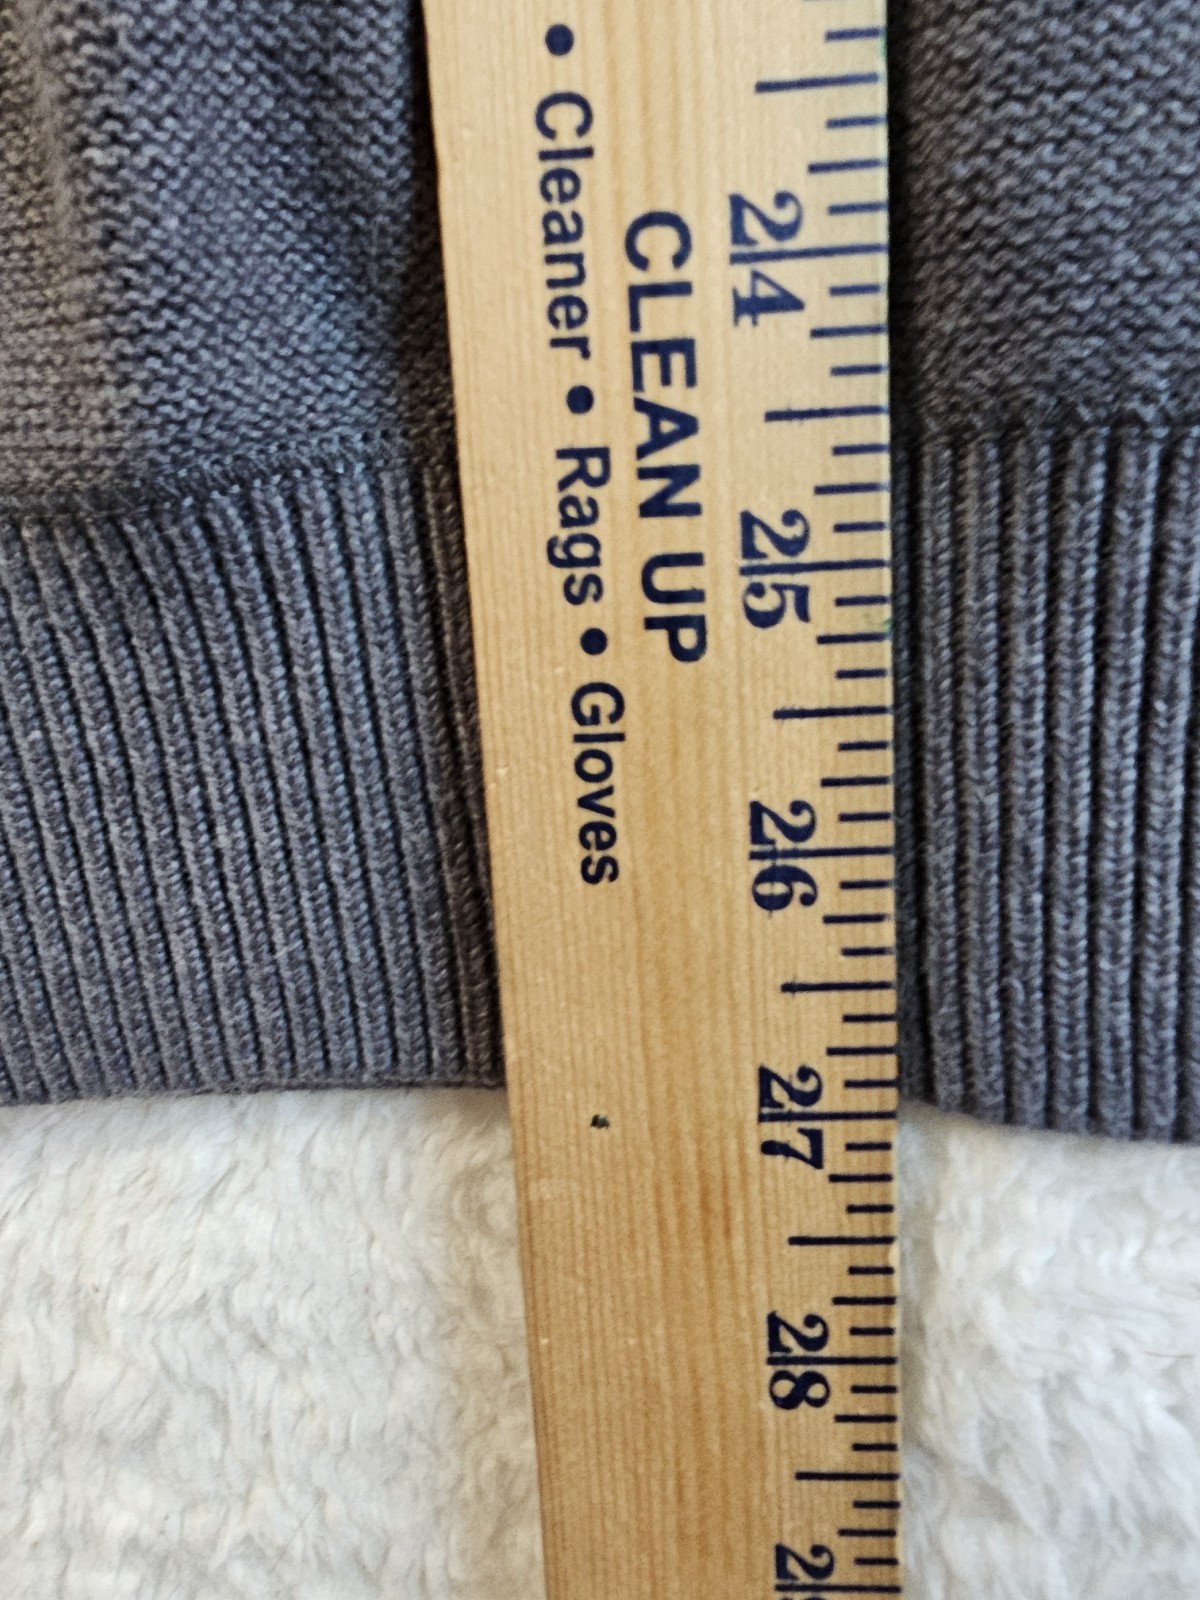 CLEAN UP
• Cleaner • Rags • Gloves
24
25
26
27
28